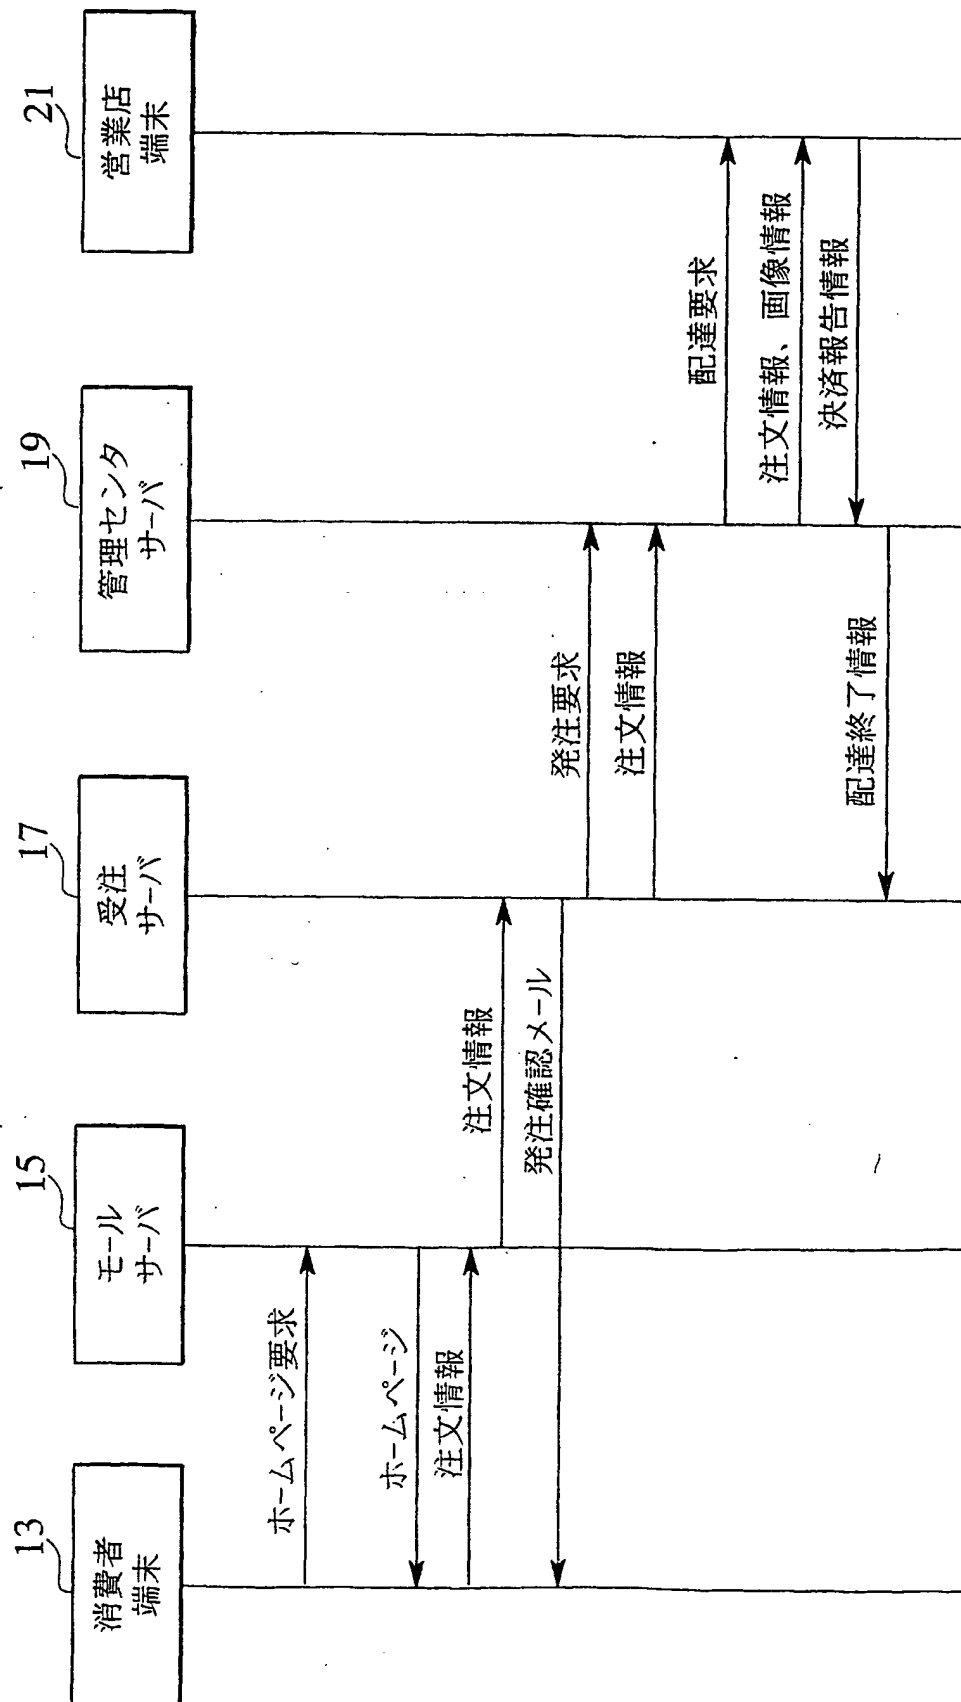 13
消費者
端末
15
モール
サーバ
17
受注
サーバ
19
管理センタ
サーバ
21
営業店
端末
ホームページ要求
ホームページ
注文情報
注文情報
発注確認メール
発注要求
注文情報
配達要求
注文情報、画像情報
決済報告情報
配達終了情報